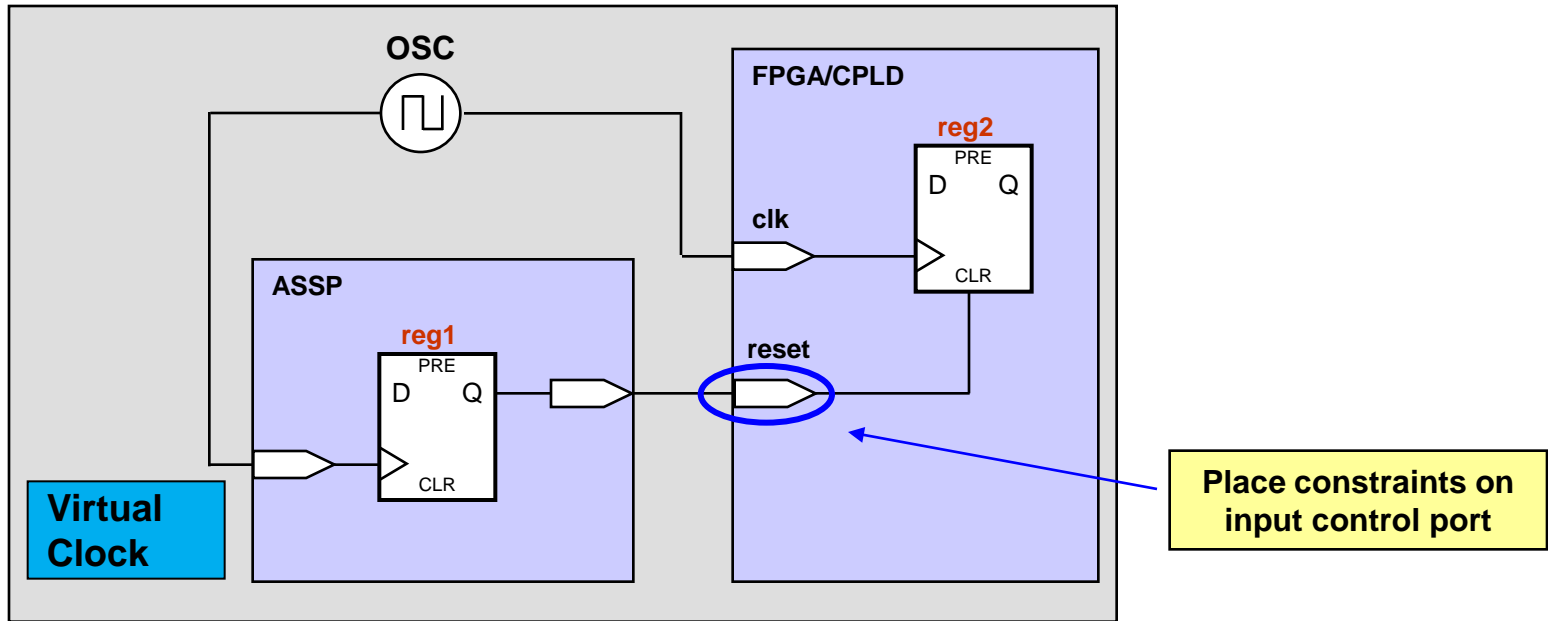 OSC
FPGA/CPLD
reg2
PRE
D Q
clk
CLR
ASSP
reg1
reset
PRE
D Q
CLR
Virtual
Clock
Place constraints on
input control port